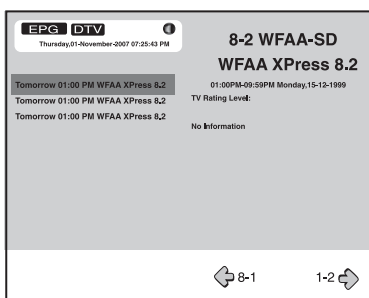 EPG DTV
Thursday,01-November-2007 07:25:43 PM
Tomorrow 01:00 PM WFAA XPress 8.2
Tomorrow 01:00 PM WFAA XPress 8.2
Tomorrow 01:00 PM WFAA XPress 8.2
8-2 WFAA-SD
WFAA XPress 8.2
01:00PM-09:59PM Monday,15-12-1999
TV Rating Level:
No Information
8-1
1-2